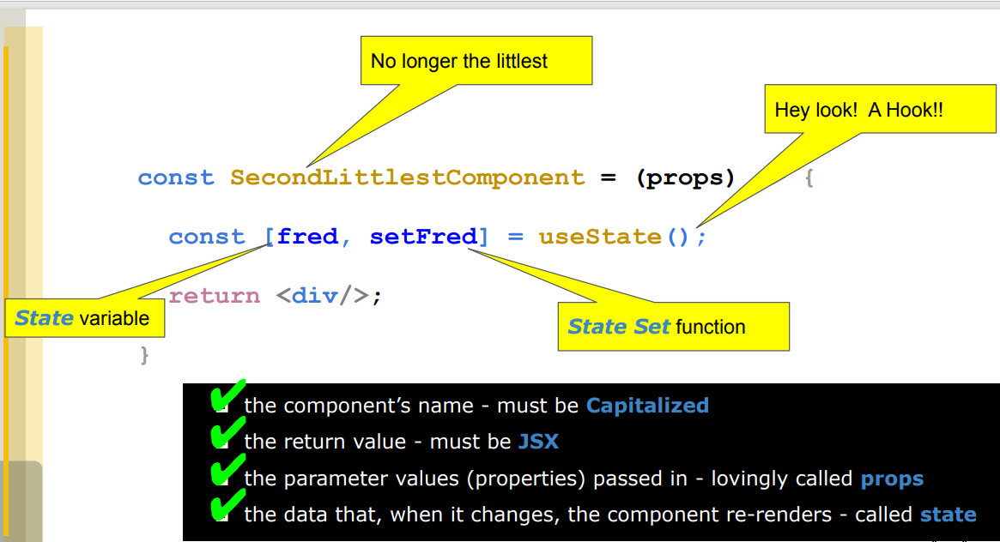 No longer the littlest
Hey look!  A Hook!!
const SecondLittlestComponent = (props) {
const [fred, setFred] = useState();
return <div/>;
State variable
State Set function
}
the component’s name - must be Capitalized
the return value - must be JSX
the parameter values (properties) passed in - lovingly called props
the data that, when it changes, the component re-renders - called state